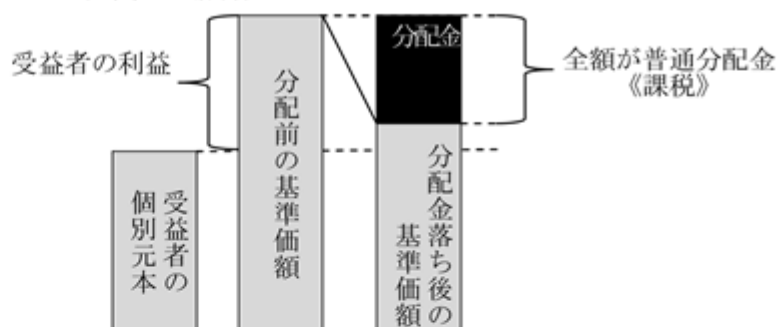 受益者の利益
分配前の基準価額
分配金
全額が普通分配金
《課税》
受益者の
個別元本
分配金落ち後の
基準価額